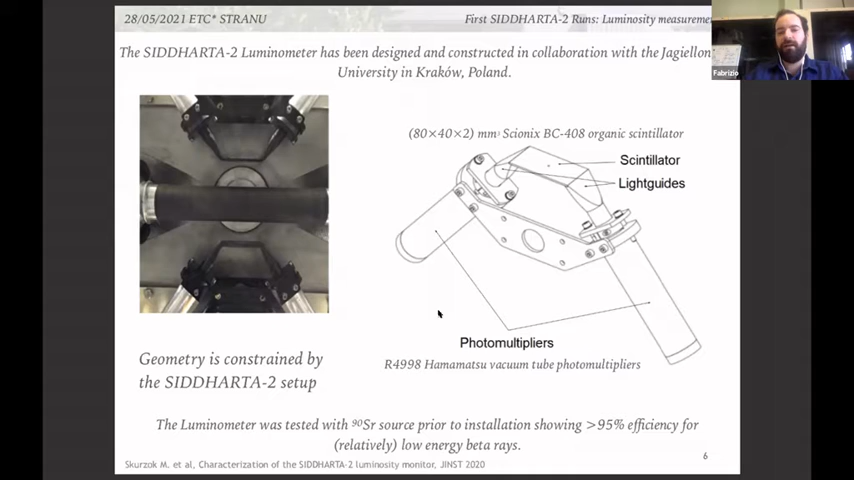 28/05/2021 ETC* STRANU
First SIDDHARTA-2 Runs: Luminosity measurem
Fabrizio
The SIDDHARTA-2 Luminometer has been designed and constructed in collaboration with the Jagiellon
University in Kraków, Poland.
(80×40×2) mm³ Scionix BC-408 organic scintillator
Scintillator
Lightguides
Photomultipliers
R4998 Hamamatsu vacuum tube photomultipliers
Geometry is constrained by
the SIDDHARTA-2 setup
The Luminometer was tested with ⁹⁰Sr source prior to installation showing >95% efficiency for
(relatively) low energy beta rays.
Skurzok M. et al, Characterization of the SIDDHARTA-2 luminosity monitor, JINST 2020
6